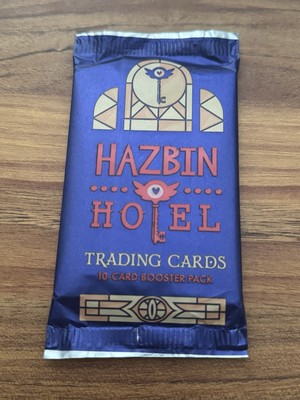 HAZBIN
HOTEL
TRADING CARDS
10-CARD BOOSTER PACK